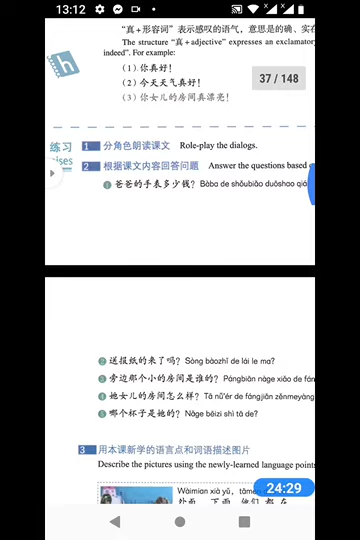 13:12
"真+形容词"表示感叹的语气，意思是的确、实在
The structure "真 + adjective" expresses an exclamatory
indeed". For example:
(1) 你真好！
(2) 今天天气真好！
(3) 你女儿的房间真漂亮！
37 / 148
练习
1 分角色朗读课文 Role-play the dialogs.
2 根据课文内容回答问题 Answer the questions based
1 爸爸的手表多少钱？ Bàba de shǒubiǎo duōshao qiá
2 送报纸的来了吗？ Sòng bàozhǐ de lái le ma?
3 旁边那个小的房间是谁的？ Pángbiān nàge xiǎo de fán
4 她女儿的房间怎么样？ Tā nǚ'ér de fángjiān zěnmeyàng
5 哪个杯子是她的？ Nǎge bēizi shì tā de?
3 用本课新学的语言点和词语描述图片
Describe the pictures using the newly-learned language point
24:29
Wàimian xià yǔ, tāmen